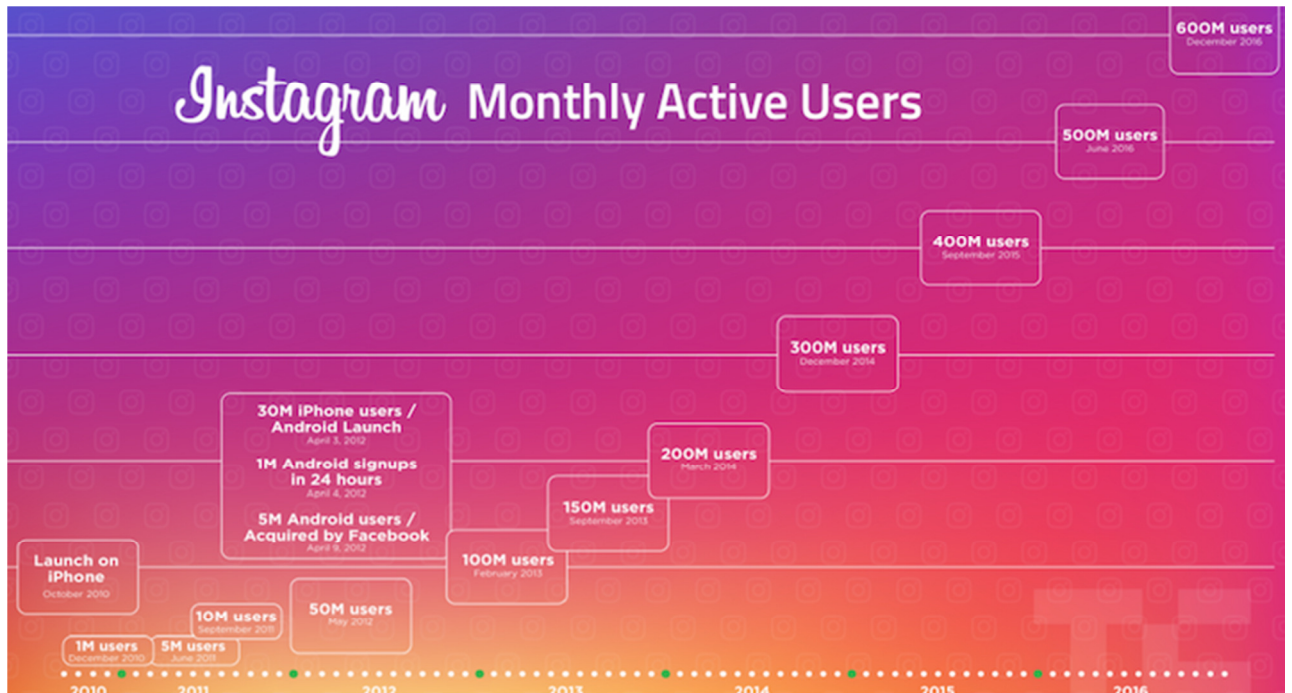 Instagram Monthly Active Users
600M users
December 2016
500M users
June 2016
400M users
September 2015
300M users
December 2014
30M iPhone users /
Android Launch
April 3, 2012
1M Android signups
in 24 hours
April 4, 2012
5M Android users /
Acquired by Facebook
April 9, 2012
200M users
March 2014
150M users
September 2013
100M users
February 2013
Launch on
iPhone
October 2010
50M users
May 2012
10M users
September 2011
1M users
December 2010
5M users
June 2011
TC
2010 2011 2012 2013 2014 2015 2016